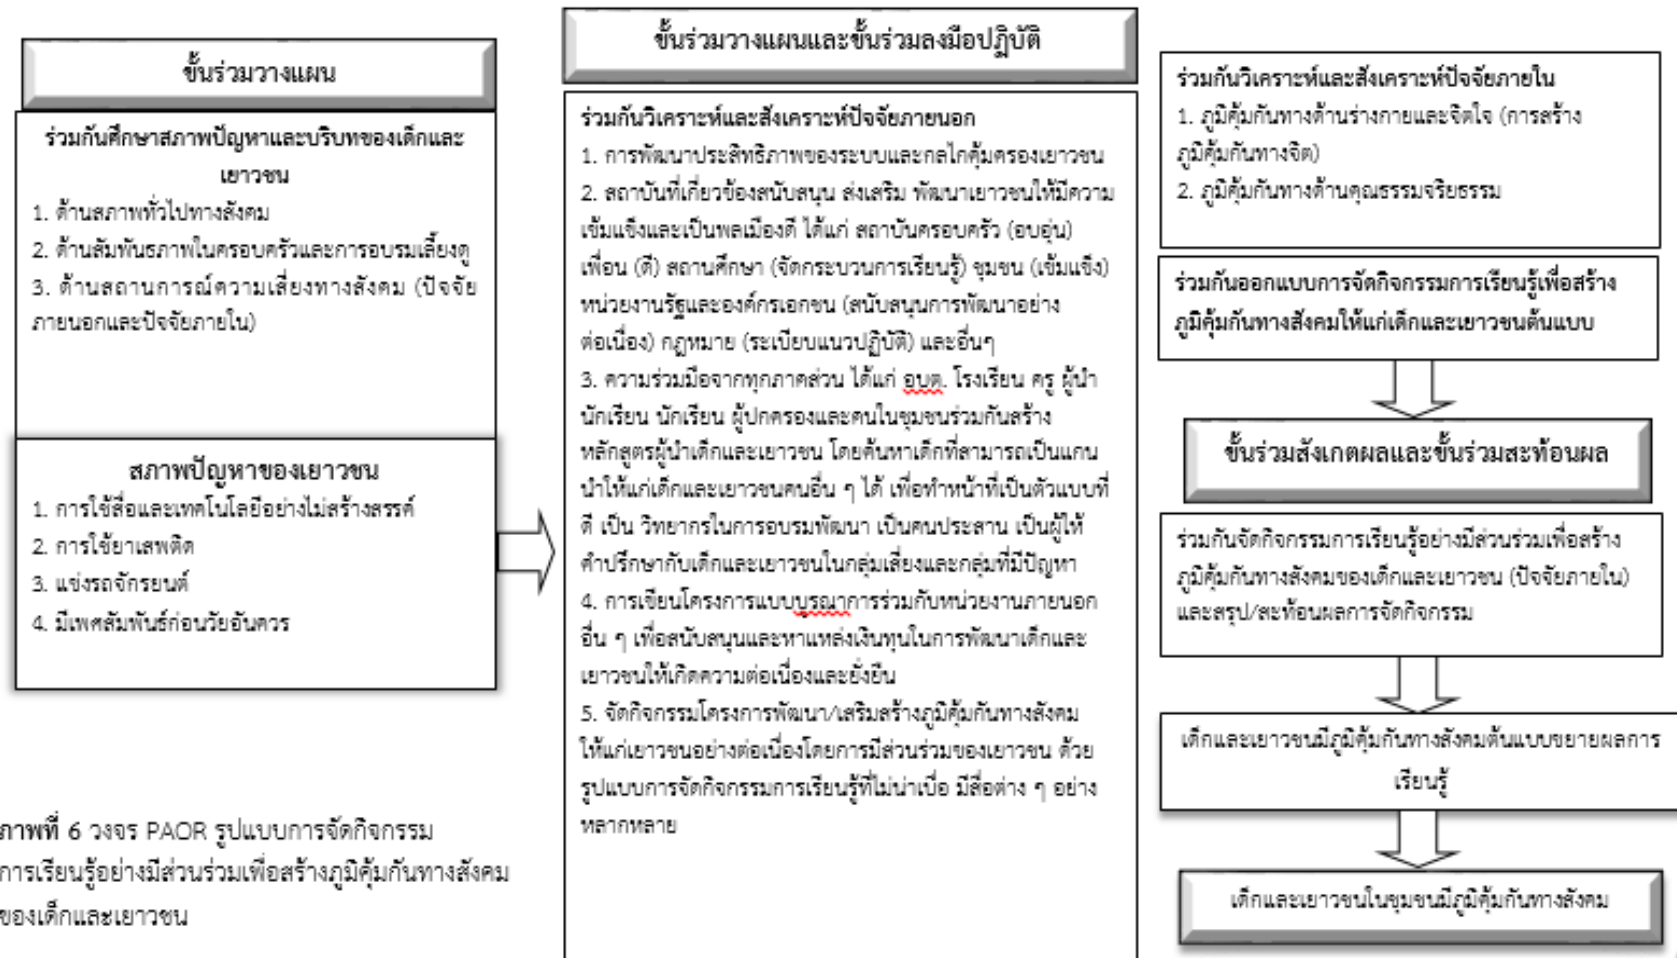 ขั้นร่วมวางแผน
ร่วมกันศึกษาสภาพปัญหาและบริบทของเด็กและ
เยาวชน
1. ด้านสภาพทั่วไปทางสังคม
2. ด้านสัมพันธภาพในครอบครัวและการอบรมเลี้ยงดู
3. ด้านสถานการณ์ความเสี่ยงทางสังคม (ปัจจัย
ภายนอกและปัจจัยภายใน)
สภาพปัญหาของเยาวชน
1. การใช้สื่อและเทคโนโลยีอย่างไม่สร้างสรรค์
2. การใช้ยาเสพติด
3. แข่งรถจักรยนต์
4. มีเพศสัมพันธ์ก่อนวัยอันควร
ขั้นร่วมวางแผนและขั้นร่วมลงมือปฏิบัติ
ร่วมกันวิเคราะห์และสังเคราะห์ปัจจัยภายนอก
1. การพัฒนาประสิทธิภาพของระบบและกลไกคุ้มครองเยาวชน
2. สถาบันที่เกี่ยวข้องสนับสนุน ส่งเสริม พัฒนาเยาวชนให้มีความ
เข้มแข็งและเป็นพลเมืองดี ได้แก่ สถาบันครอบครัว (อบอุ่น)
เพื่อน (ดี) สถานศึกษา (จัดกระบวนการเรียนรู้) ชุมชน (เข้มแข็ง)
หน่วยงานรัฐและองค์กรเอกชน (สนับสนุนการพัฒนาอย่าง
ต่อเนื่อง) กฎหมาย (ระเบียบแนวปฏิบัติ) และอื่นๆ
3. ความร่วมมือจากทุกภาคส่วน ได้แก่ อบต. โรงเรียน ครู ผู้นำ
นักเรียน นักเรียน ผู้ปกครองและคนในชุมชนร่วมกันสร้าง
หลักสูตรผู้นำเด็กและเยาวชน โดยค้นหาเด็กที่สามารถเป็นแกน
นำให้แก่เด็กและเยาวชนคนอื่น ๆ ได้ เพื่อทำหน้าที่เป็นตัวแบบที่
ดี เป็น วิทยากรในการอบรมพัฒนา เป็นคนประสาน เป็นผู้ให้
คำปรึกษากับเด็กและเยาวชนในกลุ่มเสี่ยงและกลุ่มที่มีปัญหา
4. การเขียนโครงการแบบบูรณาการร่วมกับหน่วยงานภายนอก
อื่น ๆ เพื่อสนับสนุนและหาแหล่งเงินทุนในการพัฒนาเด็กและ
เยาวชนให้เกิดความต่อเนื่องและยั่งยืน
5. จัดกิจกรรมโครงการพัฒนา/เสริมสร้างภูมิคุ้มกันทางสังคม
ให้แก่เยาวชนอย่างต่อเนื่องโดยการมีส่วนร่วมของเยาวชน ด้วย
รูปแบบการจัดกิจกรรมการเรียนรู้ที่ไม่น่าเบื่อ มีสื่อต่าง ๆ อย่าง
หลากหลาย
ร่วมกันวิเคราะห์และสังเคราะห์ปัจจัยภายใน
1. ภูมิคุ้มกันทางด้านร่างกายและจิตใจ (การสร้าง
ภูมิคุ้มกันทางจิต)
2. ภูมิคุ้มกันทางด้านคุณธรรมจริยธรรม
ร่วมกันออกแบบการจัดกิจกรรมการเรียนรู้เพื่อสร้าง
ภูมิคุ้มกันทางสังคมให้แก่เด็กและเยาวชนต้นแบบ
ขั้นร่วมสังเกตผลและขั้นร่วมสะท้อนผล
ร่วมกันจัดกิจกรรมการเรียนรู้อย่างมีส่วนร่วมเพื่อสร้าง
ภูมิคุ้มกันทางสังคมของเด็กและเยาวชน (ปัจจัยภายใน)
และสรุป/สะท้อนผลการจัดกิจกรรม
เด็กและเยาวชนมีภูมิคุ้มกันทางสังคมต้นแบบขยายผลการ
เรียนรู้
เด็กและเยาวชนในชุมชนมีภูมิคุ้มกันทางสังคม
ภาพที่ 6 วงจร PAOR รูปแบบการจัดกิจกรรม
การเรียนรู้อย่างมีส่วนร่วมเพื่อสร้างภูมิคุ้มกันทางสังคม
ของเด็กและเยาวชน